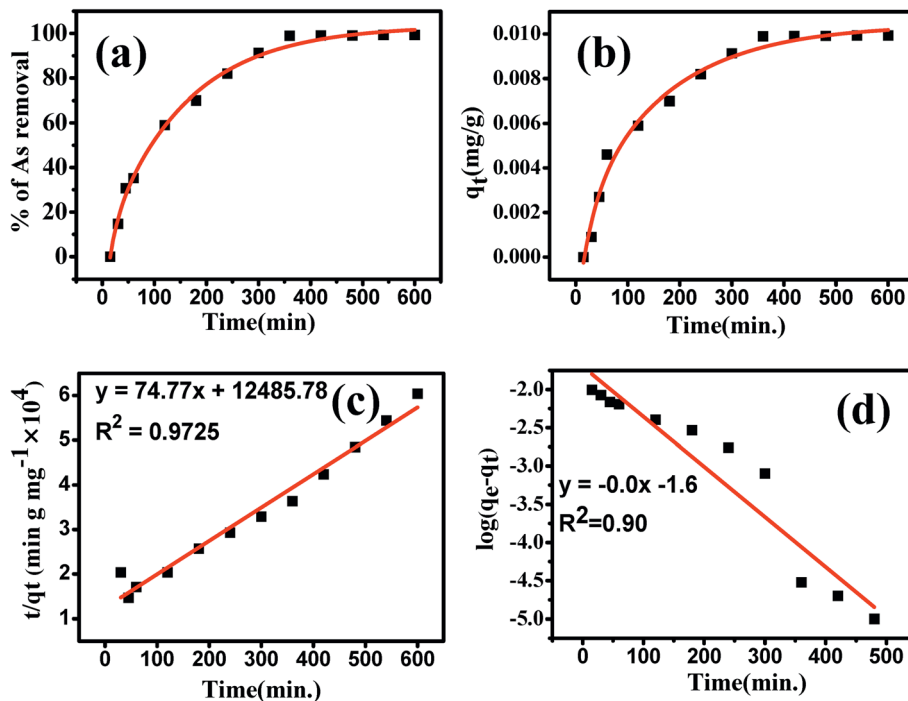 (a)
% of As removal
100
80
60
40
20
0
0 100 200 300 400 500 600
Time(min)
(b)
qt(mg/g)
0.010
0.008
0.006
0.004
0.002
0.000
0 100 200 300 400 500 600
Time(min.)
(c)
y = 74.77x + 12485.78
R² = 0.9725
t/qt (min g mg⁻¹×10⁴)
6
5
4
3
2
1
0 100 200 300 400 500 600
Time(min.)
(d)
y = -0.0x -1.6
R²=0.90
log(qe-qt)
-2.0
-2.5
-3.0
-3.5
-4.0
-4.5
-5.0
0 100 200 300 400 500
Time(min.)